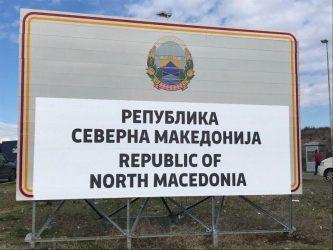 РЕПУБЛИКА
СЕВЕРНА МАКЕДОНИЈА
REPUBLIC OF
NORTH MACEDONIA